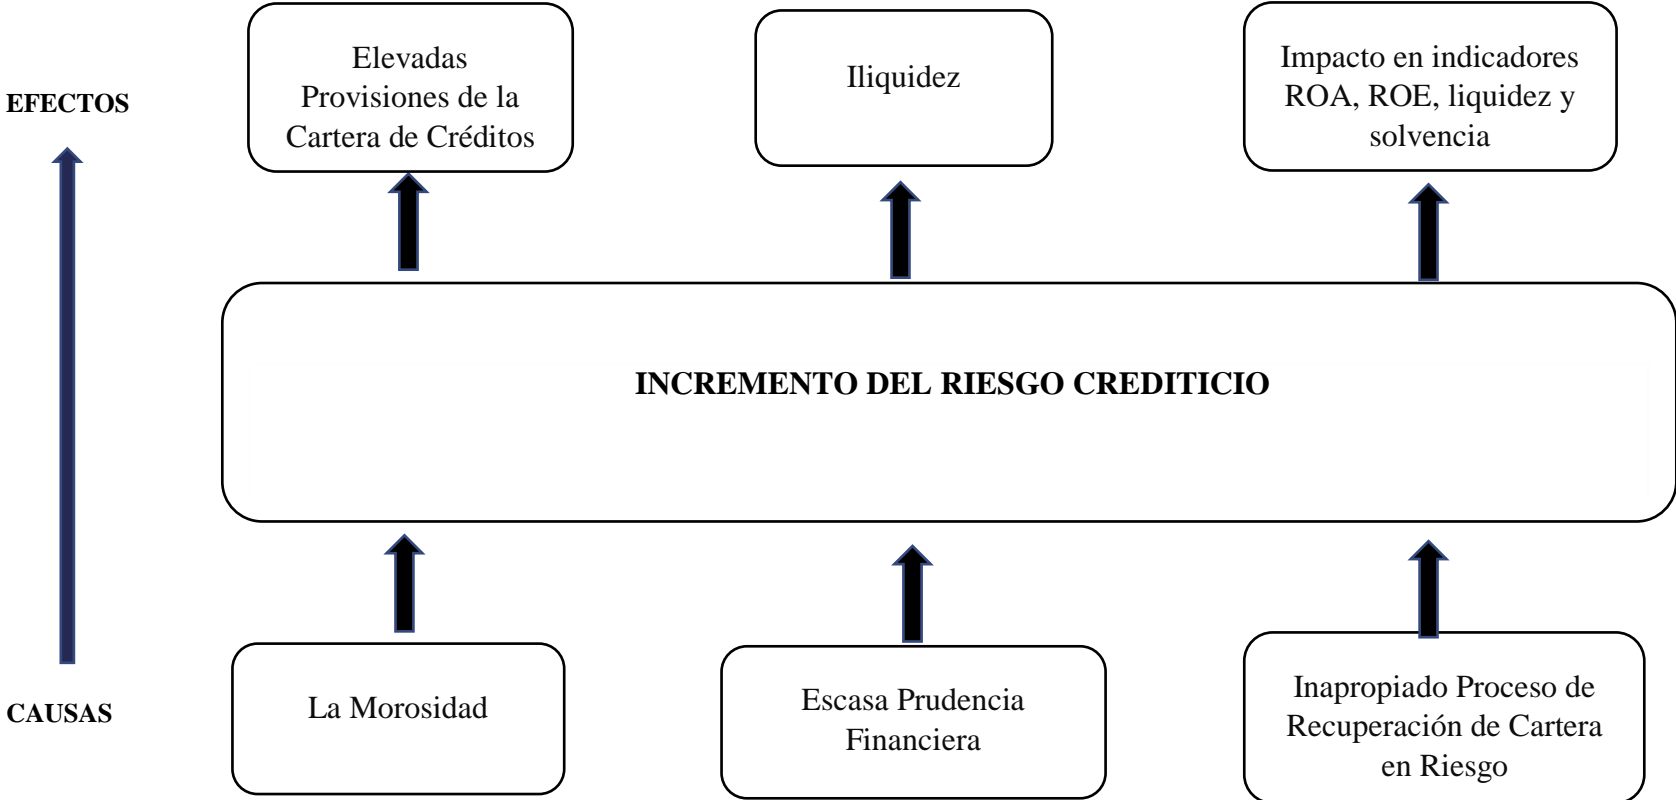 EFECTOS
Elevadas
Provisiones de la
Cartera de Créditos
Iliquidez
Impacto en indicadores
ROA, ROE, liquidez y
solvencia
INCREMENTO DEL RIESGO CREDITICIO
CAUSAS
La Morosidad
Escasa Prudencia
Financiera
Inapropiado Proceso de
Recuperación de Cartera
en Riesgo